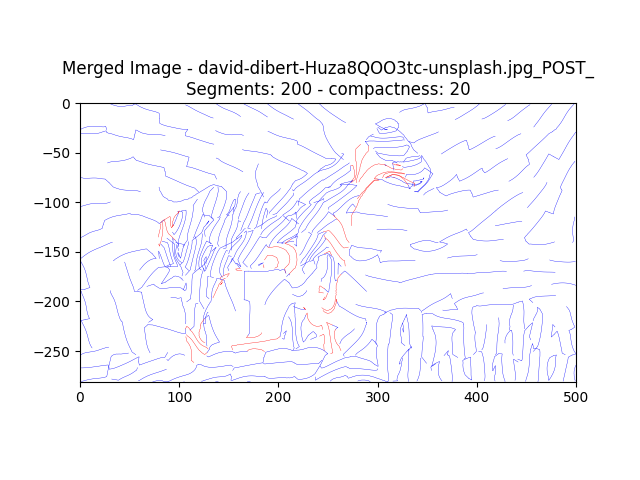 Merged Image - david-dibert-Huza8QOO3tc-unsplash.jpg_POST_
Segments: 200 - compactness: 20
0
−50
−100
−150
−200
−250
0 100 200 300 400 500